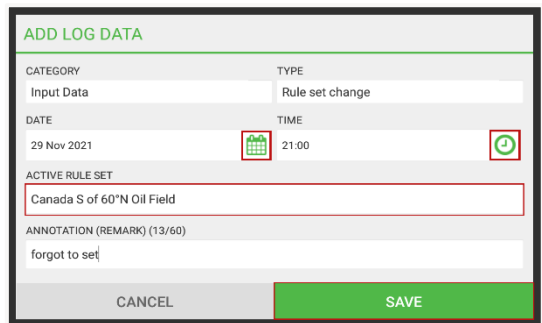 ADD LOG DATA
CATEGORY TYPE
Input Data Rule set change
DATE TIME
29 Nov 2021 21:00
ACTIVE RULE SET
Canada S of 60°N Oil Field
ANNOTATION (REMARK) (13/60)
forgot to set
CANCEL SAVE